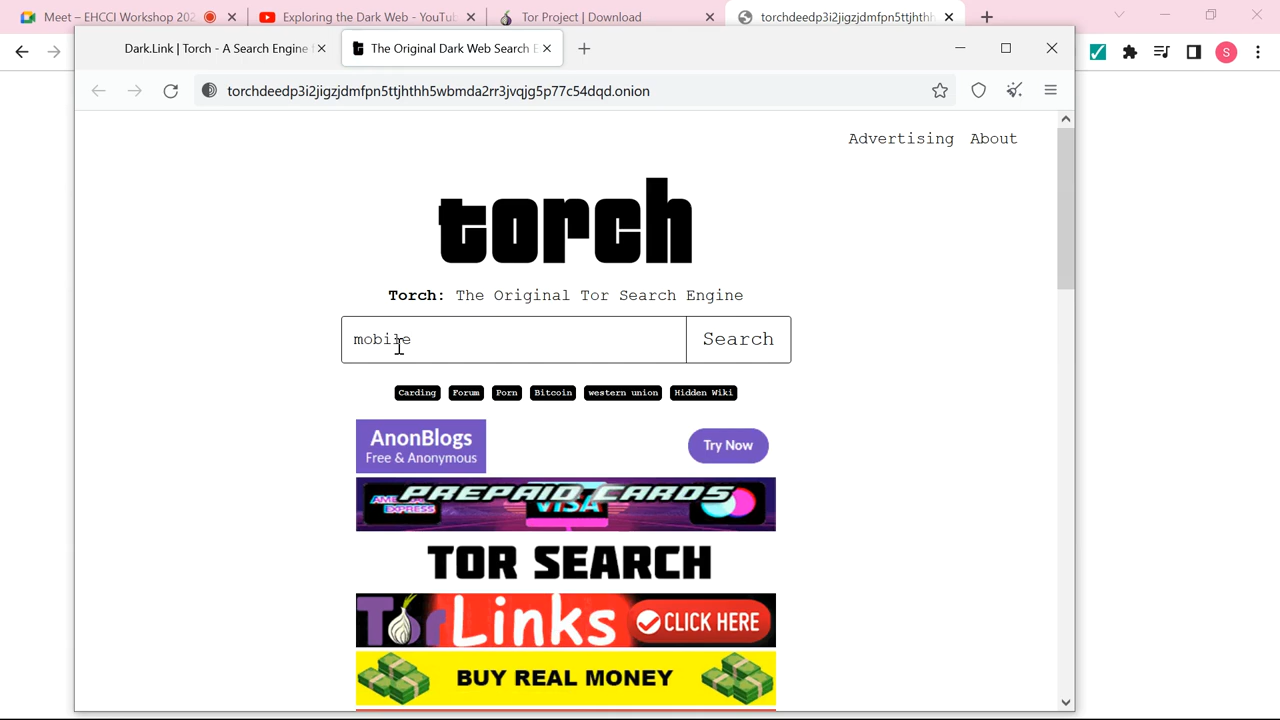 Meet – EHCCI Workshop 202
Exploring the Dark Web - YouTu
Tor Project | Download
torchdeedp3i2jigzjdmfpn5ttjhthh
S
Dark.Link | Torch - A Search Engine
The Original Dark Web Search E
torchdeedp3i2jigzjdmfpn5ttjhthh5wbmda2rr3jvqjg5p77c54dqd.onion
Advertising About
torch
Torch: The Original Tor Search Engine
mobile Search
Carding Forum Porn Bitcoin western union Hidden Wiki
AnonBlogs Try Now
Free & Anonymous
PREPAID CARDS
AMERICAN EXPRESS VISA
TOR SEARCH
TorLinks CLICK HERE
BUY REAL MONEY